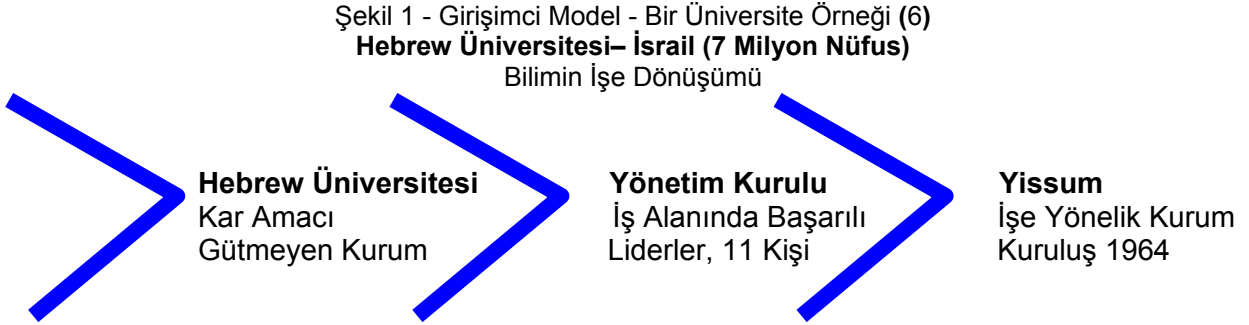 Şekil 1 - Girişimci Model - Bir Üniversite Örneği (6)
Hebrew Üniversitesi– İsrail (7 Milyon Nüfus)
Bilimin İşe Dönüşümü
Hebrew Üniversitesi
Kar Amacı
Gütmeyen Kurum
Yönetim Kurulu
İş Alanında Başarılı
Liderler, 11 Kişi
Yissum
İşe Yönelik Kurum
Kuruluş 1964